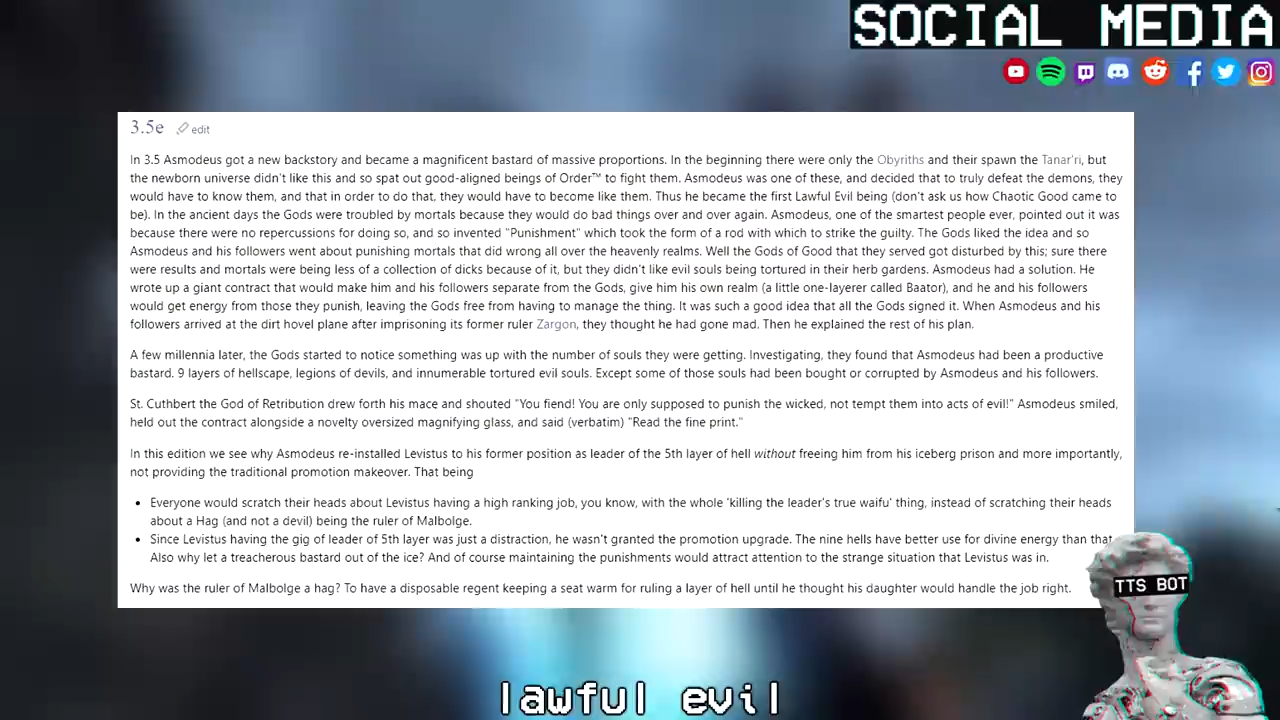 SOCIAL MEDIA
3.5e edit
In 3.5 Asmodeus got a new backstory and became a magnificent bastard of massive proportions. In the beginning there were only the Obyriths and their spawn the Tanar'ri, but
the newborn universe didn't like this and so spat out good-aligned beings of Order™ to fight them. Asmodeus was one of these, and decided that to truly defeat the demons, they
would have to know them, and that in order to do that, they would have to become like them. Thus he became the first Lawful Evil being (don't ask us how Chaotic Good came to
be). In the ancient days the Gods were troubled by mortals because they would do bad things over and over again. Asmodeus, one of the smartest people ever, pointed out it was
because there were no repercussions for doing so, and so invented "Punishment" which took the form of a rod with which to strike the guilty. The Gods liked the idea and so
Asmodeus and his followers went about punishing mortals that did wrong all over the heavenly realms. Well the Gods of Good that they served got disturbed by this; sure there
were results and mortals were being less of a collection of dicks because of it, but they didn't like evil souls being tortured in their herb gardens. Asmodeus had a solution. He
wrote up a giant contract that would make him and his followers separate from the Gods, give him his own realm (a little one-layerer called Baator), and he and his followers
would get energy from those they punish, leaving the Gods free from having to manage the thing. It was such a good idea that all the Gods signed it. When Asmodeus and his
followers arrived at the dirt hovel plane after imprisoning its former ruler Zargon, they thought he had gone mad. Then he explained the rest of his plan.
A few millennia later, the Gods started to notice something was up with the number of souls they were getting. Investigating, they found that Asmodeus had been a productive
bastard. 9 layers of hellscape, legions of devils, and innumerable tortured evil souls. Except some of those souls had been bought or corrupted by Asmodeus and his followers.
St. Cuthbert the God of Retribution drew forth his mace and shouted "You fiend! You are only supposed to punish the wicked, not tempt them into acts of evil!" Asmodeus smiled,
held out the contract alongside a novelty oversized magnifying glass, and said (verbatim) "Read the fine print."
In this edition we see why Asmodeus re-installed Levistus to his former position as leader of the 5th layer of hell without freeing him from his iceberg prison and more importantly,
not providing the traditional promotion makeover. That being
• Everyone would scratch their heads about Levistus having a high ranking job, you know, with the whole 'killing the leader's true waifu' thing, instead of scratching their heads
about a Hag (and not a devil) being the ruler of Malbolge.
• Since Levistus having the gig of leader of 5th layer was just a distraction, he wasn't granted the promotion upgrade. The nine hells have better use for divine energy than that.
Also why let a treacherous bastard out of the ice? And of course maintaining the punishments would attract attention to the strange situation that Levistus was in.
Why was the ruler of Malbolge a hag? To have a disposable regent keeping a seat warm for ruling a layer of hell until he thought his daughter would handle the job right.
TTS BOT
lawful evil